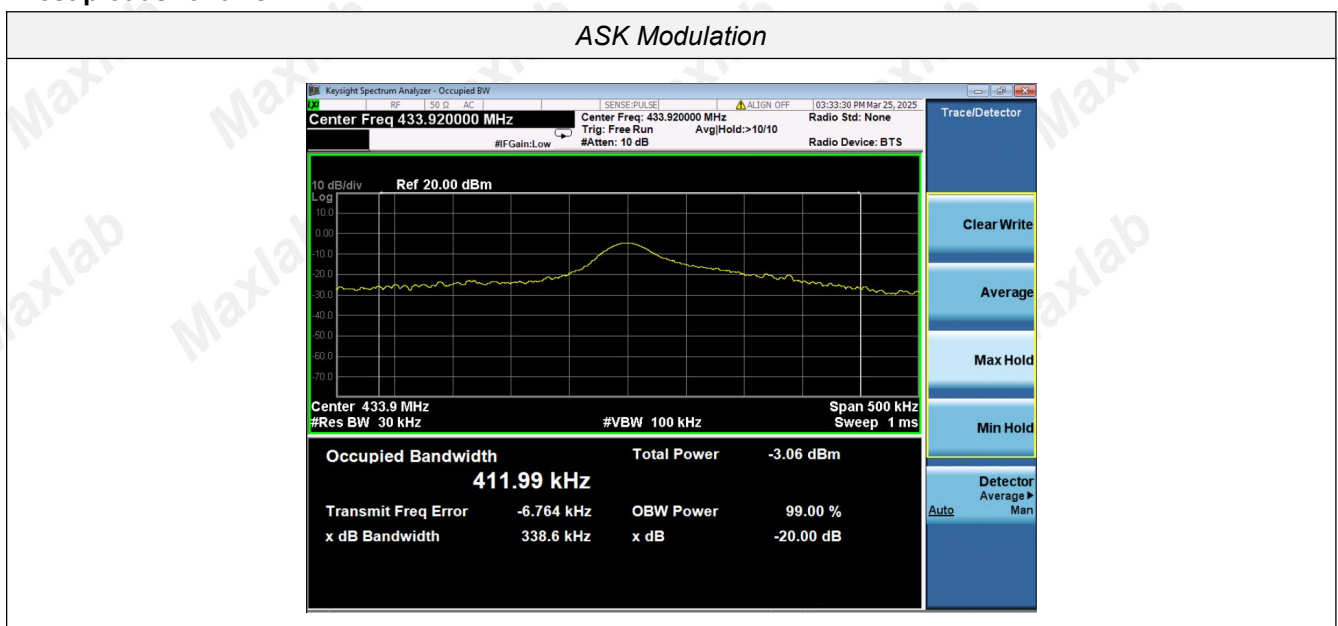 ASK Modulation
Keysight Spectrum Analyzer - Occupied BW
LXI RF 50 Ω AC SENSE:PULSE ALIGN OFF 03:33:30 PM Mar 25, 2025
Center Freq 433.920000 MHz
Center Freq: 433.920000 MHz
Radio Std: None
Trig: Free Run Avg|Hold:>10/10
#IFGain:Low
#Atten: 10 dB
Radio Device: BTS
Trace/Detector
10 dB/div Ref 20.00 dBm
Log
10.0
0.00
-10.0
-20.0
-30.0
-40.0
-50.0
-60.0
-70.0
Center 433.9 MHz Span 500 kHz
#Res BW 30 kHz #VBW 100 kHz Sweep 1 ms
Occupied Bandwidth
411.99 kHz
Total Power -3.06 dBm
Transmit Freq Error -6.764 kHz OBW Power 99.00 %
x dB Bandwidth 338.6 kHz x dB -20.00 dB
Clear Write
Average
Max Hold
Min Hold
Detector
Average
Auto Man
Maxlab
Maxlab
Maxlab